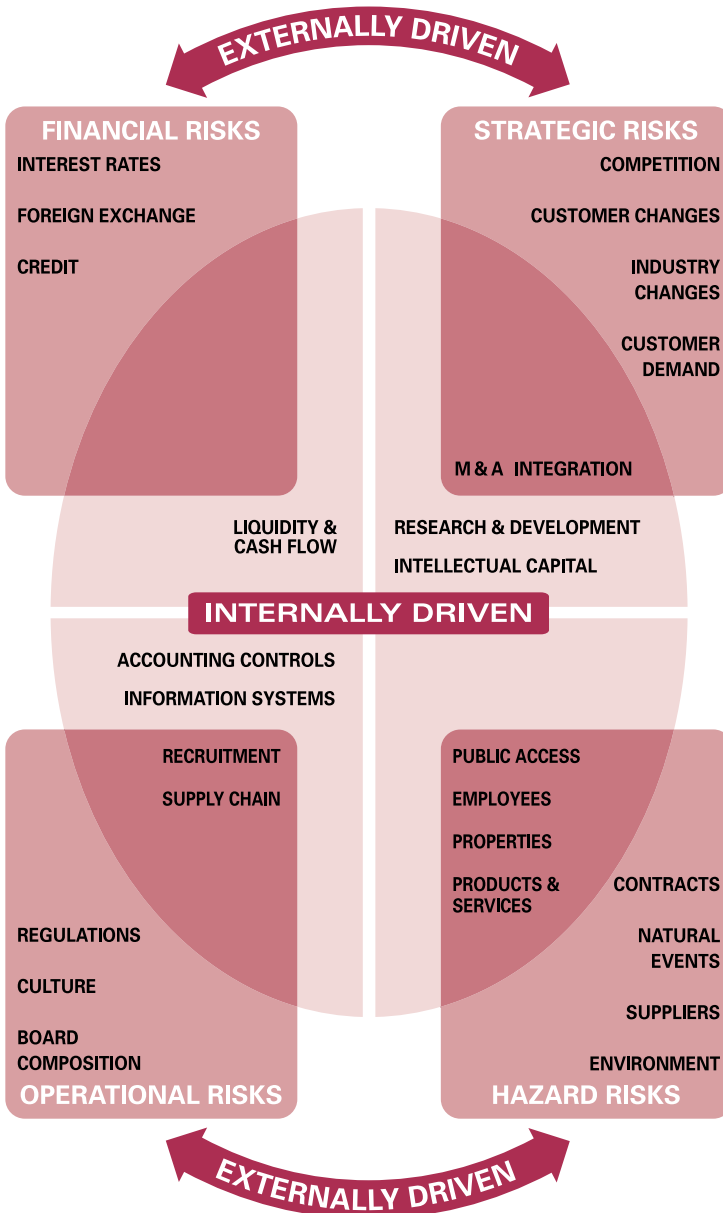 EXTERNALLY DRIVEN
FINANCIAL RISKS
INTEREST RATES
FOREIGN EXCHANGE
CREDIT
STRATEGIC RISKS
COMPETITION
CUSTOMER CHANGES
INDUSTRY
CHANGES
CUSTOMER
DEMAND
M & A INTEGRATION
LIQUIDITY &
CASH FLOW
RESEARCH & DEVELOPMENT
INTELLECTUAL CAPITAL
INTERNALLY DRIVEN
ACCOUNTING CONTROLS
INFORMATION SYSTEMS
RECRUITMENT
SUPPLY CHAIN
REGULATIONS
CULTURE
BOARD
COMPOSITION
OPERATIONAL RISKS
PUBLIC ACCESS
EMPLOYEES
PROPERTIES
PRODUCTS &
SERVICES
CONTRACTS
NATURAL
EVENTS
SUPPLIERS
ENVIRONMENT
HAZARD RISKS
EXTERNALLY DRIVEN